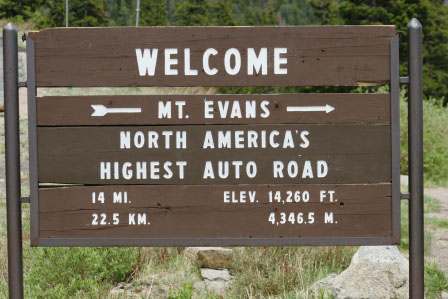 WELCOME
MT. EVANS
NORTH AMERICA'S
HIGHEST AUTO ROAD
14 MI. ELEV. 14,260 FT.
22.5 KM. 4,346.5 M.